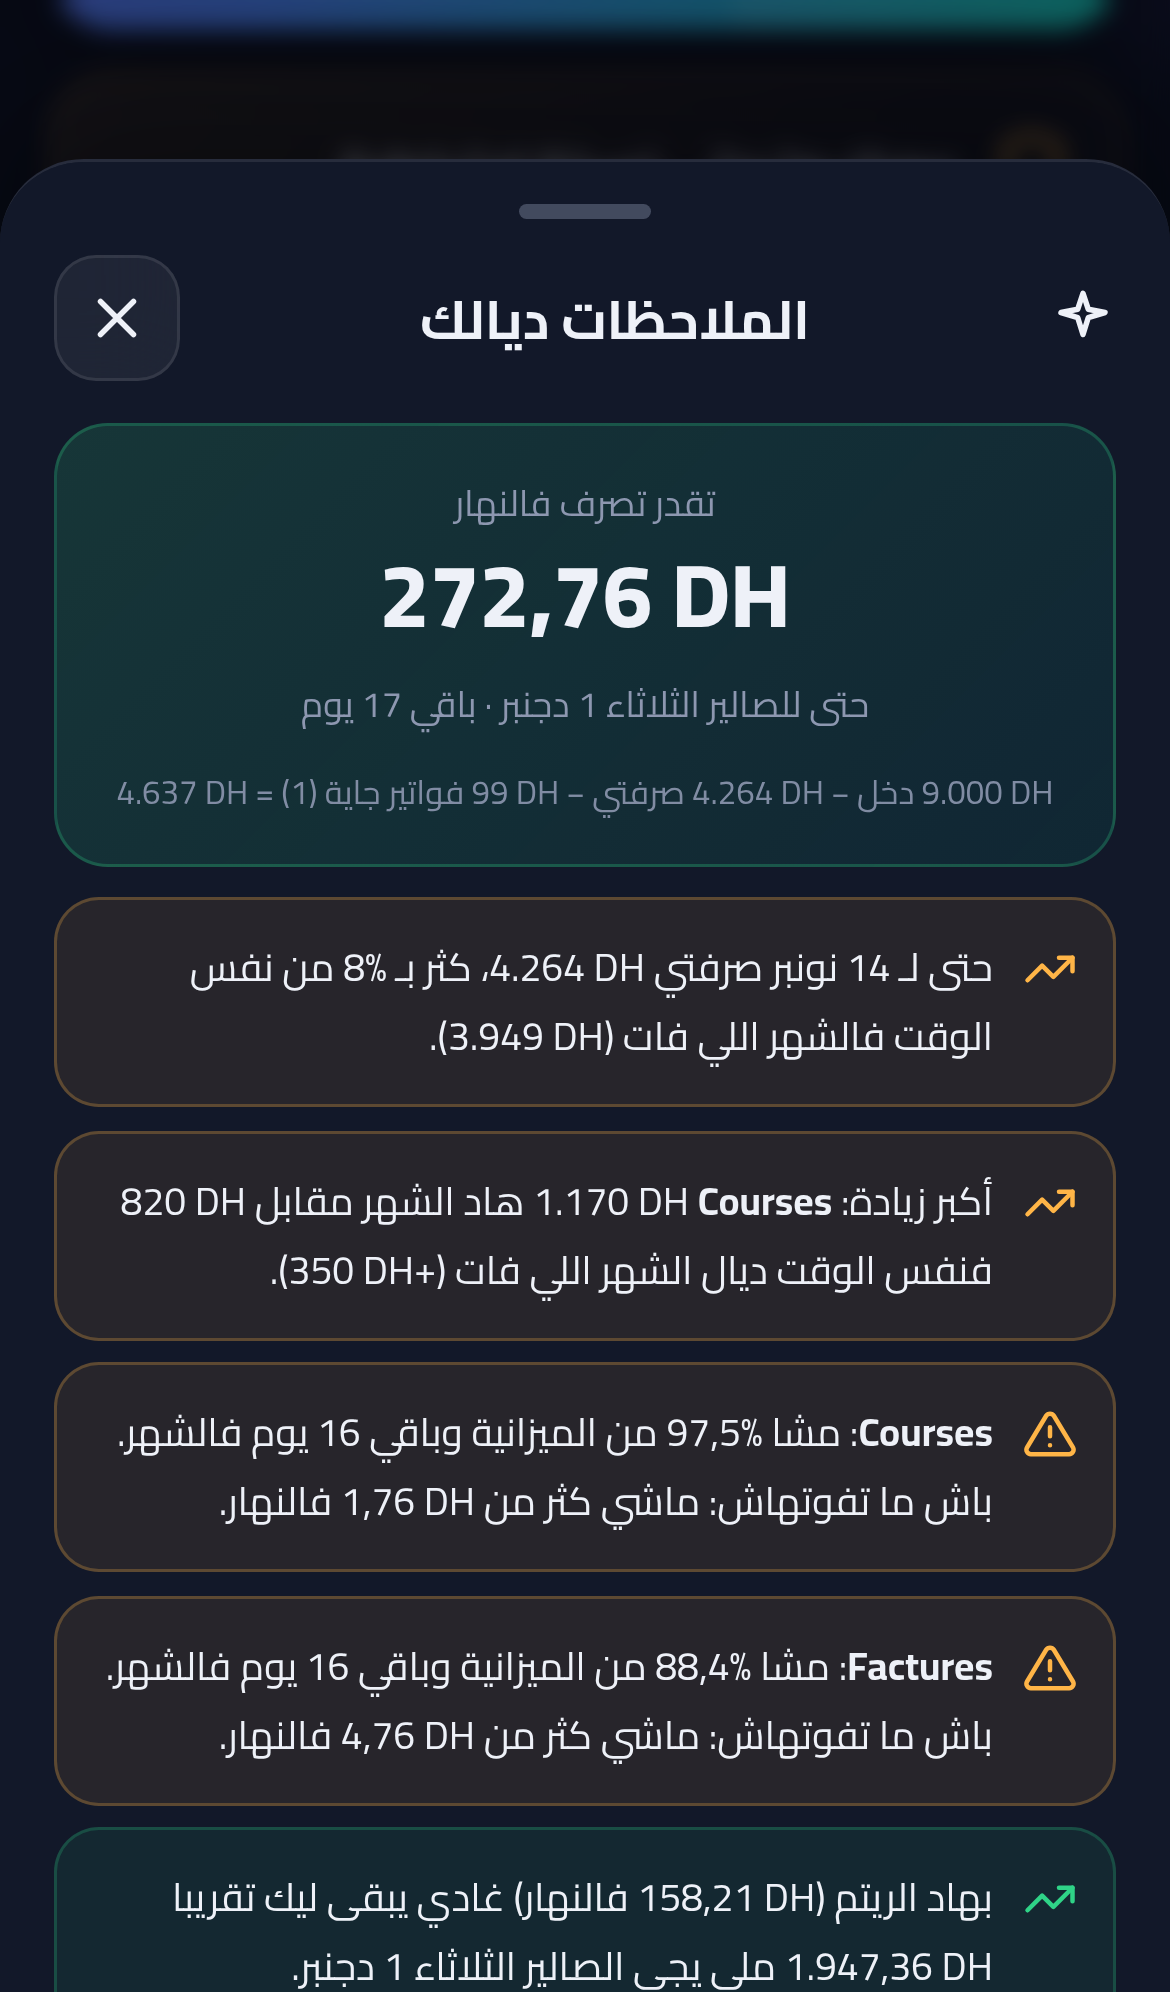 الملاحظات ديالك
تقدر تصرف فالنهار
272,76 DH
حتى للصالير الثلاثاء 1 دجنبر · باقي 17 يوم
9.000 DH دخل – 4.264 DH صرفتي – 99 DH فواتير جاية (1) = 4.637 DH
حتى لـ 14 نونبر صرفتي 4.264 DH، كثر بـ 8% من نفس
الوقت فالشهر اللي فات (3.949 DH).
أكبر زيادة: Courses 1.170 DH هاد الشهر مقابل 820 DH
فنفس الوقت ديال الشهر اللي فات (+350 DH).
Courses: مشا 97,5% من الميزانية وباقي 16 يوم فالشهر.
باش ما تفوتهاش: ماشي كثر من 1,76 DH فالنهار.
Factures: مشا 88,4% من الميزانية وباقي 16 يوم فالشهر.
باش ما تفوتهاش: ماشي كثر من 4,76 DH فالنهار.
بهاد الريتم (158,21 DH فالنهار) غادي يبقى ليك تقريبا
1.947,36 DH ملي يجي الصالير الثلاثاء 1 دجنبر.